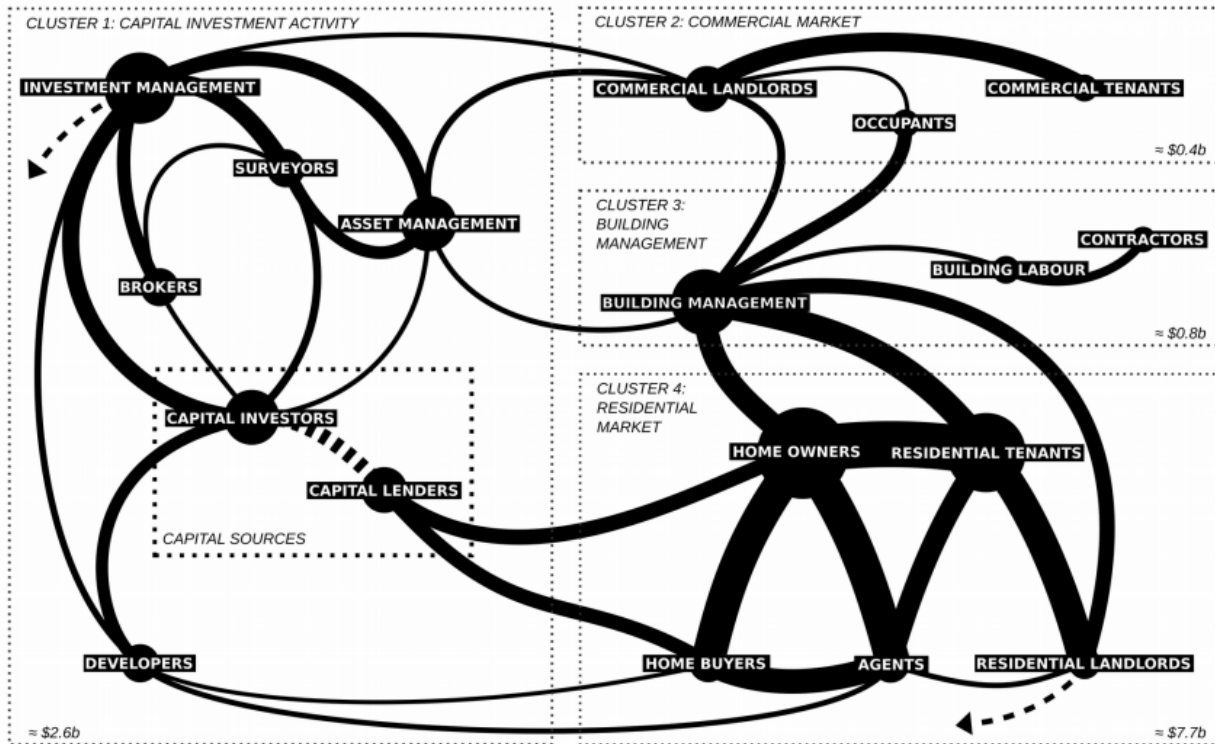 CLUSTER 1: CAPITAL INVESTMENT ACTIVITY
INVESTMENT MANAGEMENT
SURVEYORS
ASSET MANAGEMENT
BROKERS
CAPITAL INVESTORS
CAPITAL LENDERS
CAPITAL SOURCES
DEVELOPERS
≈ $2.6b
CLUSTER 2: COMMERCIAL MARKET
COMMERCIAL LANDLORDS
COMMERCIAL TENANTS
OCCUPANTS
≈ $0.4b
CLUSTER 3:
BUILDING
MANAGEMENT
CONTRACTORS
BUILDING LABOUR
BUILDING MANAGEMENT
≈ $0.8b
CLUSTER 4:
RESIDENTIAL
MARKET
HOME OWNERS
RESIDENTIAL TENANTS
HOME BUYERS
AGENTS
RESIDENTIAL LANDLORDS
≈ $7.7b